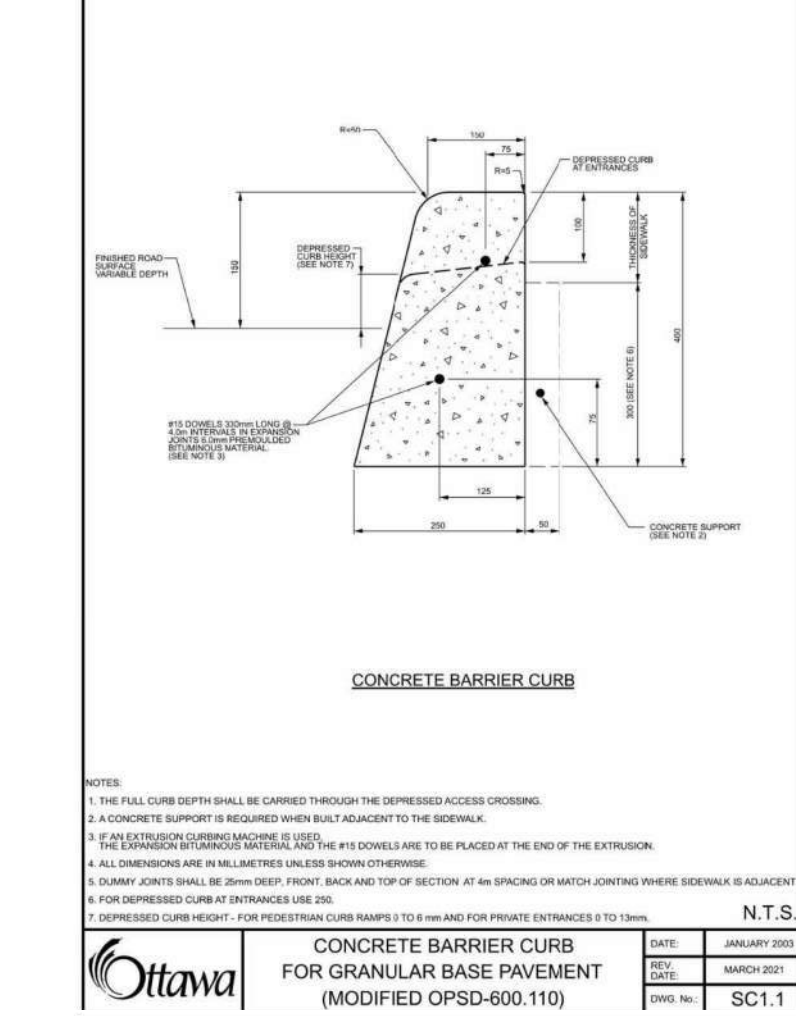 R=50
150
75
R=5
DEPRESSED CURB
AT ENTRANCES
FINISHED ROAD
SURFACE
VARIABLE DEPTH
150
DEPRESSED
CURB HEIGHT
(SEE NOTE 7)
100
THICKNESS OF
SIDEWALK
300 (SEE NOTE 6)
400
#15 DOWELS 330mm LONG @
4.0m INTERVALS IN EXPANSION
JOINTS 6.0mm PREMOULDED
BITUMINOUS MATERIAL.
(SEE NOTE 3)
75
125
250
50
CONCRETE SUPPORT
(SEE NOTE 2)
CONCRETE BARRIER CURB
NOTES:
1. THE FULL CURB DEPTH SHALL BE CARRIED THROUGH THE DEPRESSED ACCESS CROSSING.
2. A CONCRETE SUPPORT IS REQUIRED WHEN BUILT ADJACENT TO THE SIDEWALK.
3. IF AN EXTRUSION CURBING MACHINE IS USED,
THE EXPANSION BITUMINOUS MATERIAL AND THE #15 DOWELS ARE TO BE PLACED AT THE END OF THE EXTRUSION.
4. ALL DIMENSIONS ARE IN MILLIMETRES UNLESS SHOWN OTHERWISE.
5. DUMMY JOINTS SHALL BE 25mm DEEP, FRONT, BACK AND TOP OF SECTION AT 4m SPACING OR MATCH JOINTING WHERE SIDEWALK IS ADJACENT
6. FOR DEPRESSED CURB AT ENTRANCES USE 250.
7. DEPRESSED CURB HEIGHT - FOR PEDESTRIAN CURB RAMPS 0 TO 6 mm AND FOR PRIVATE ENTRANCES 0 TO 13mm.
N.T.S.
Ottawa
CONCRETE BARRIER CURB
FOR GRANULAR BASE PAVEMENT
(MODIFIED OPSD-600.110)
DATE: JANUARY 2003
REV. DATE: MARCH 2021
DWG. No.: SC1.1